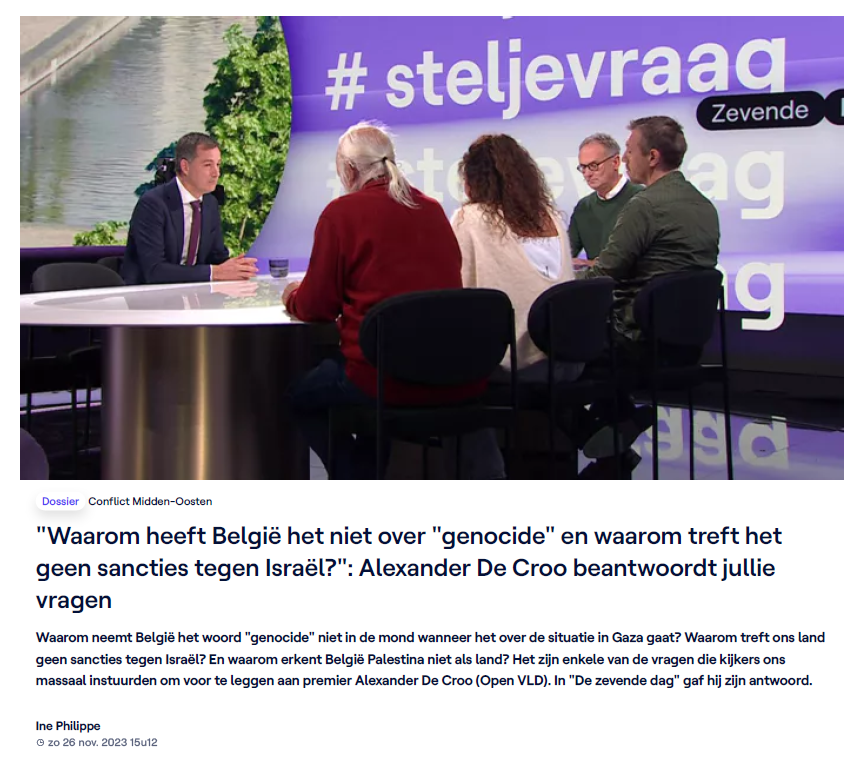 # steljevraag
Zevende
steljevraag
Dossier Conflict Midden-Oosten
"Waarom heeft België het niet over "genocide" en waarom treft het
geen sancties tegen Israël?": Alexander De Croo beantwoordt jullie
vragen
Waarom neemt België het woord "genocide" niet in de mond wanneer het over de situatie in Gaza gaat? Waarom treft ons land
geen sancties tegen Israël? En waarom erkent België Palestina niet als land? Het zijn enkele van de vragen die kijkers ons
massaal instuurden om voor te leggen aan premier Alexander De Croo (Open VLD). In "De zevende dag" gaf hij zijn antwoord.
Ine Philippe
zo 26 nov. 2023 15u12